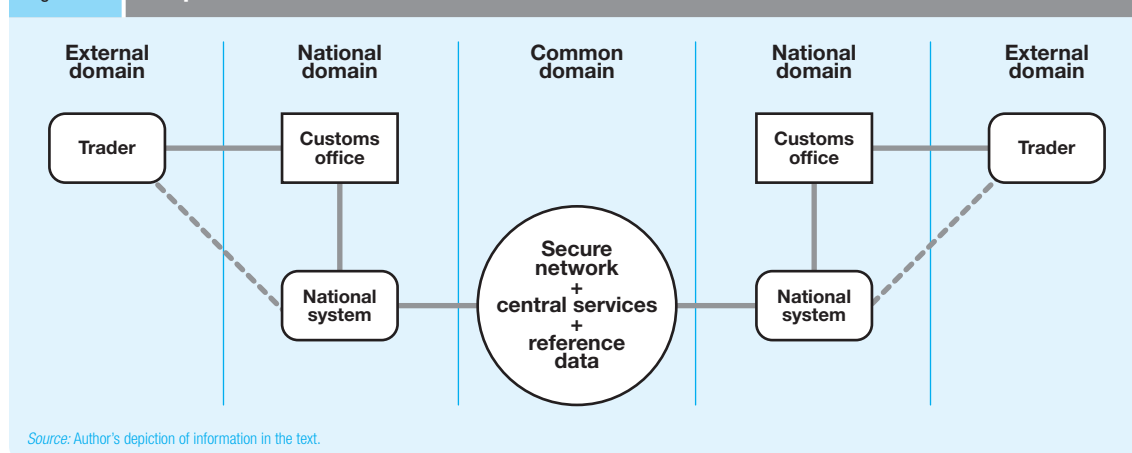 External
domain
National
domain
Common
domain
National
domain
External
domain
Trader
Customs
office
Customs
office
Trader
Secure
network
+
central services
+
reference
data
National
system
National
system
Source: Author's depiction of information in the text.